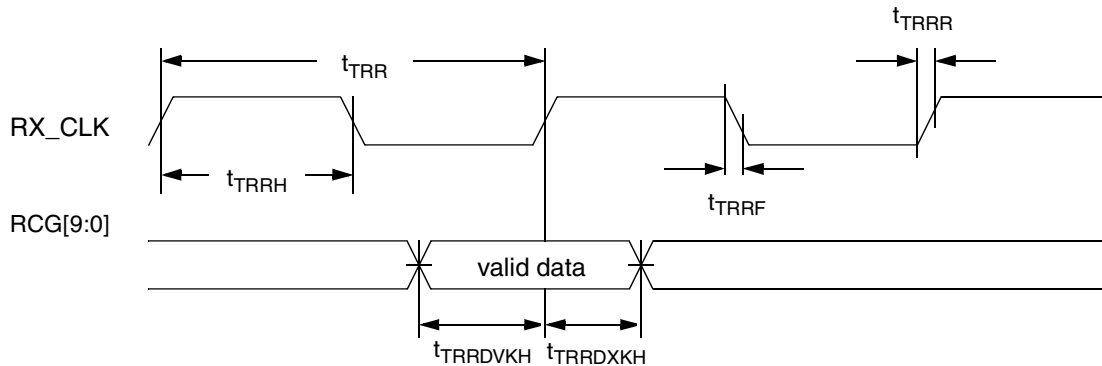 tTRRR
tTRR
RX_CLK
tTRRH
tTRRF
RCG[9:0]
valid data
tTRRDVKH
tTRRDXKH